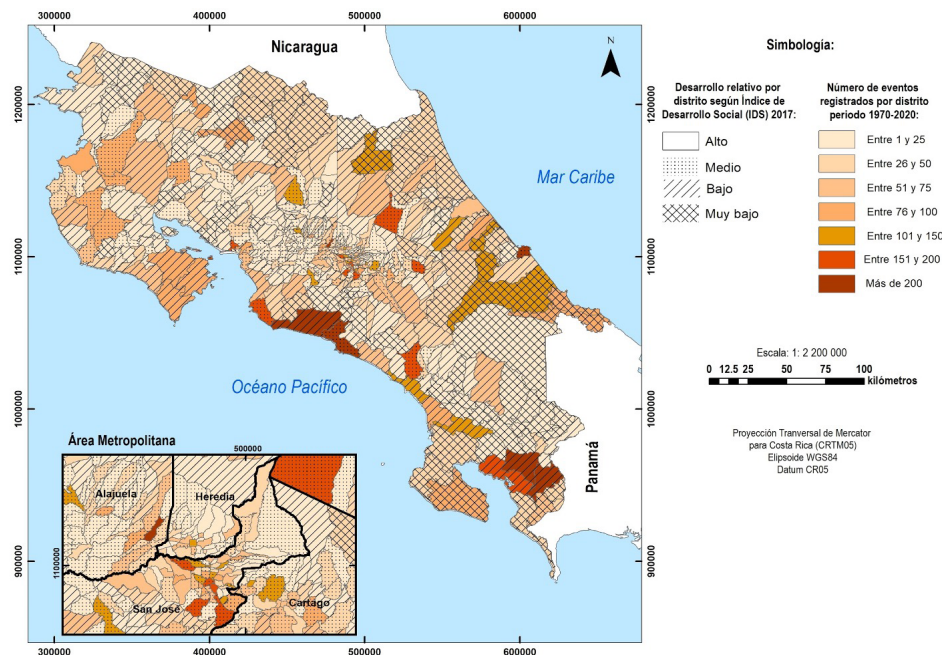 300000
400000
500000
600000
Nicaragua
N
1200000
1200000
Mar Caribe
1100000
1100000
Océano Pacífico
1000000
1000000
Panamá
900000
900000
Área Metropolitana
500000
Alajuela
Heredia
1100000
San José
Cartago
300000
400000
500000
600000
Simbología:
Desarrollo relativo por
distrito según Índice de
Desarrollo Social (IDS) 2017:
Alto
Medio
Bajo
Muy bajo
Número de eventos
registrados por distrito
periodo 1970-2020:
Entre 1 y 25
Entre 26 y 50
Entre 51 y 75
Entre 76 y 100
Entre 101 y 150
Entre 151 y 200
Más de 200
Escala: 1: 2 200 000
0 12.5 25 50 75 100
kilómetros
Proyección Tranversal de Mercator
para Costa Rica (CRTM05)
Elipsoide WGS84
Datum CR05